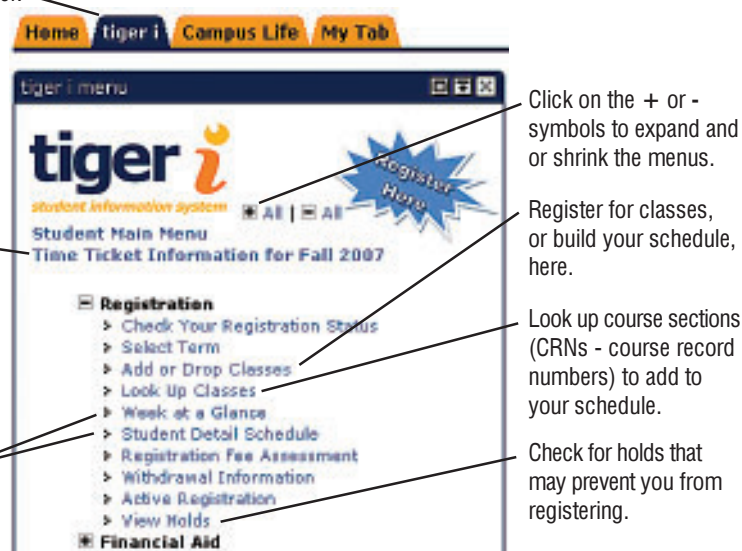 Home tiger i Campus Life My Tab
tiger i menu
tiger i
student information system
+ All | - All
Register
Here
Student Main Menu
Time Ticket Information for Fall 2007
- Registration
Check Your Registration Status
Select Term
Add or Drop Classes
Look Up Classes
Week at a Glance
Student Detail Schedule
Registration Fee Assessment
Withdrawal Information
Active Registration
View Holds
+ Financial Aid
Click on the + or -
symbols to expand and
or shrink the menus.
Register for classes,
or build your schedule,
here.
Look up course sections
(CRNs - course record
numbers) to add to
your schedule.
Check for holds that
may prevent you from
registering.